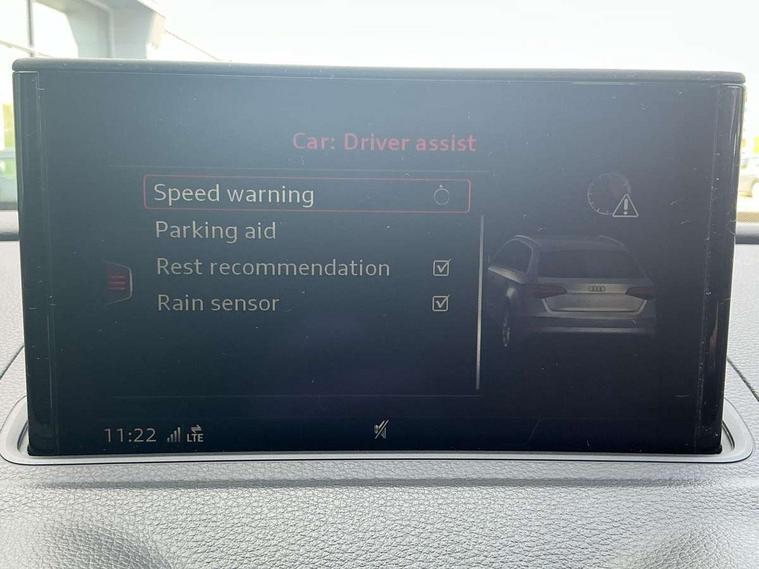 Car: Driver assist
Speed warning
Parking aid
Rest recommendation
Rain sensor
11:22 LTE